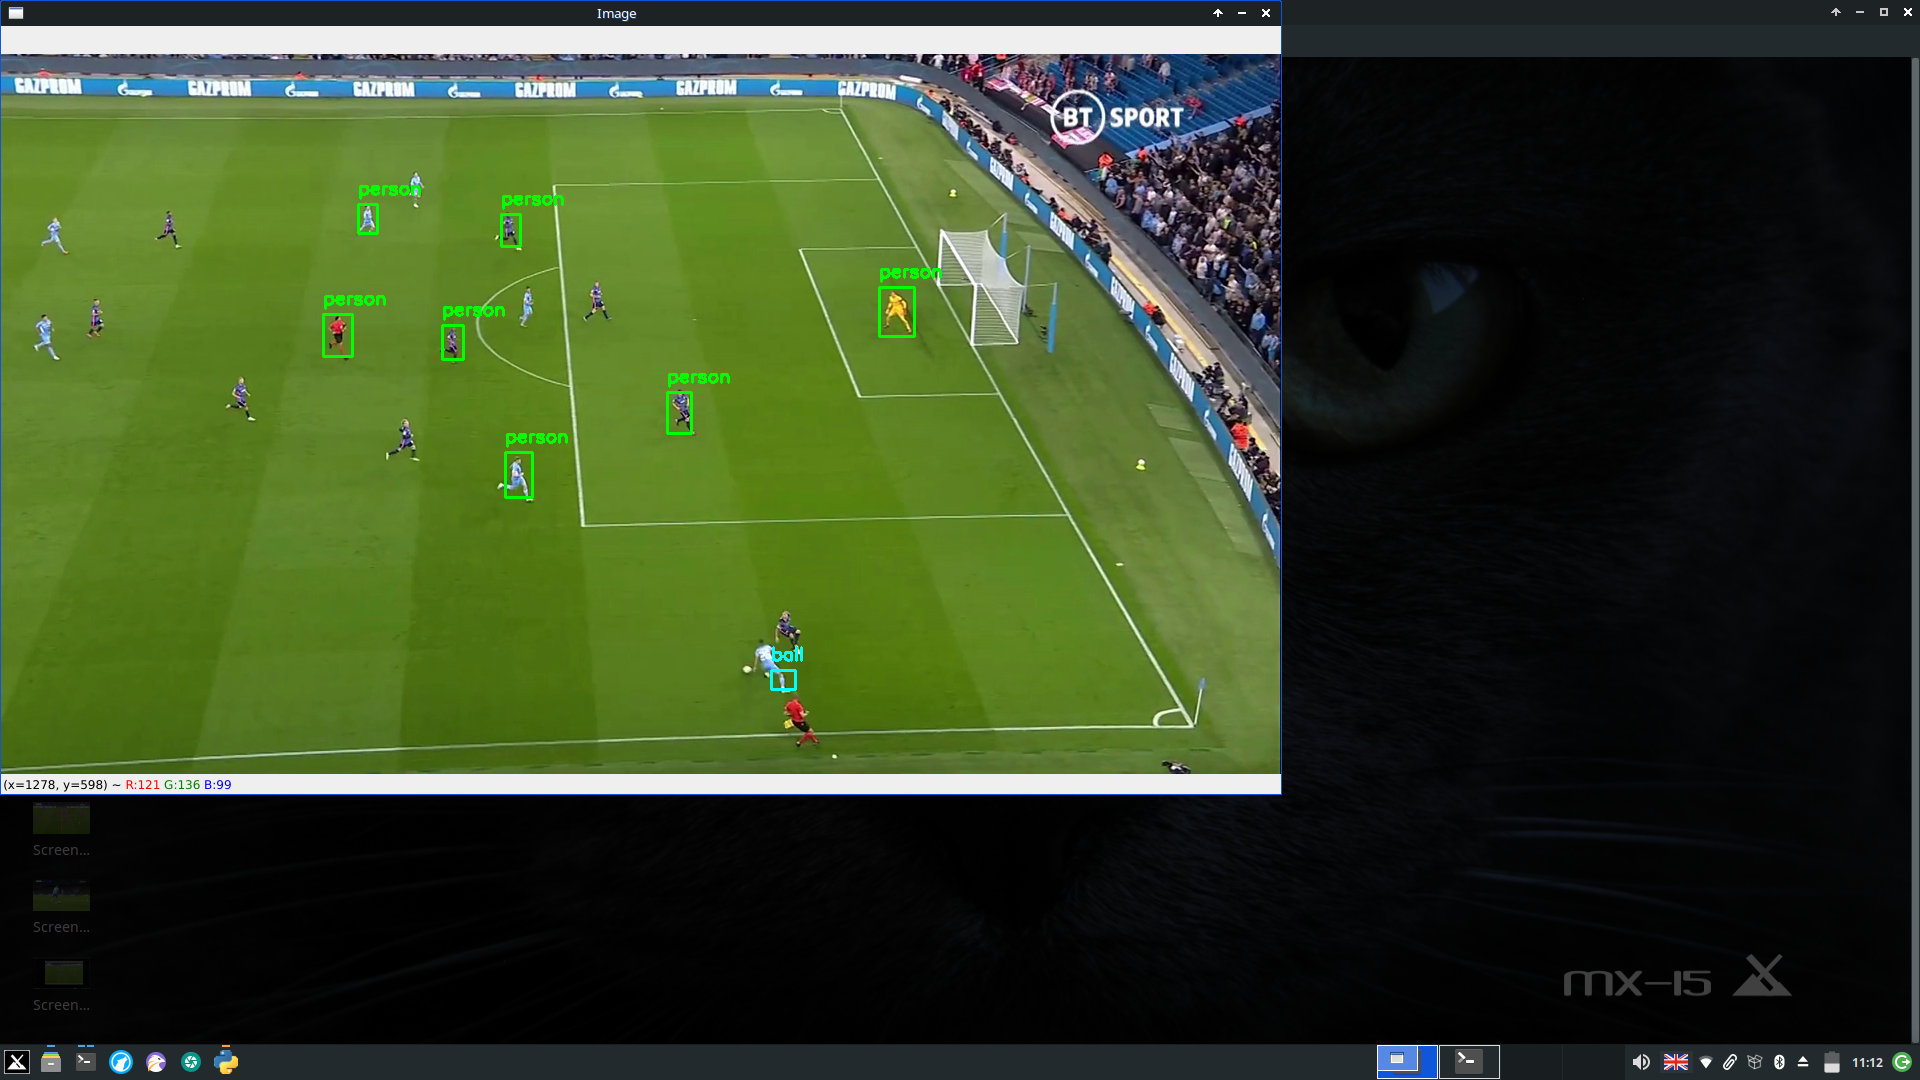 Image
GAZPROM GAZPROM GAZPROM GAZPROM GAZPROM GAZPROM
BT SPORT
person
person
person
person
person
person
person
person
ball
(x=1278, y=598) ~ R:121 G:136 B:99
Screen...
Screen...
Screen...
mx-15
11:12